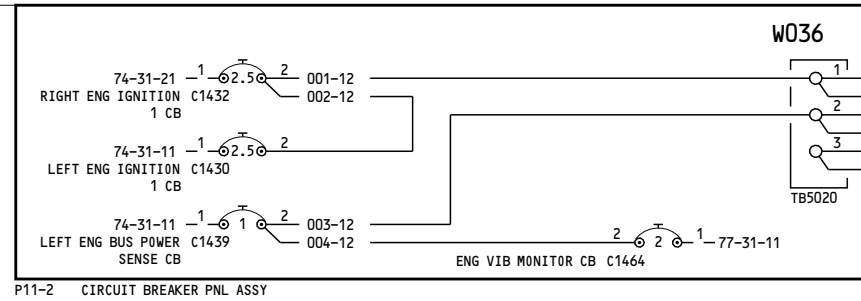 W036
74-31-21 1 2.5 2 001-12 1
RIGHT ENG IGNITION C1432 002-12
1 CB
2
74-31-11 1 2.5 2 3
LEFT ENG IGNITION C1430
1 CB
TB5020
74-31-11 1 1 2 003-12
LEFT ENG BUS POWER C1439 004-12 2 2 1 77-31-11
SENSE CB ENG VIB MONITOR CB C1464
P11-2 CIRCUIT BREAKER PNL ASSY